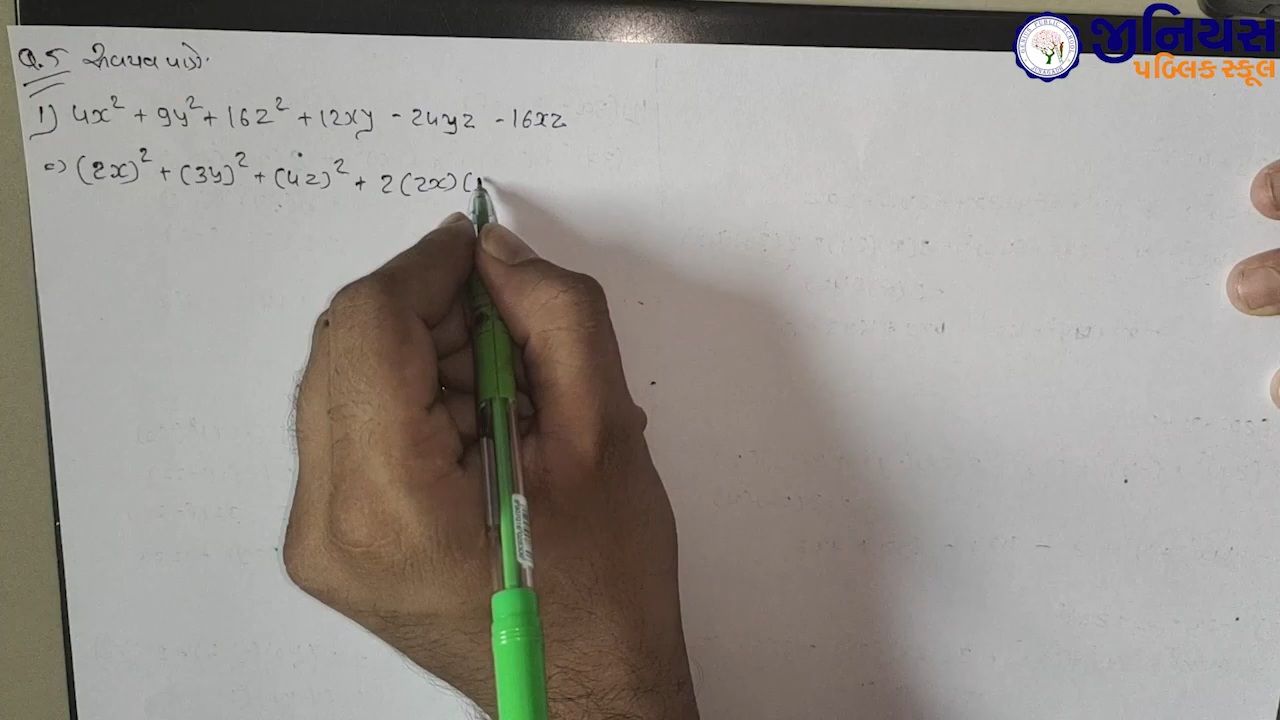 જીનિયસ
પબ્લિક સ્કૂલ
Q.5 અવયવ પાડો.
1) 4x² + 9y² + 16z² + 12xy - 24yz - 16xz
=> (2x)² + (3y)² + (4z)² + 2(2x)(